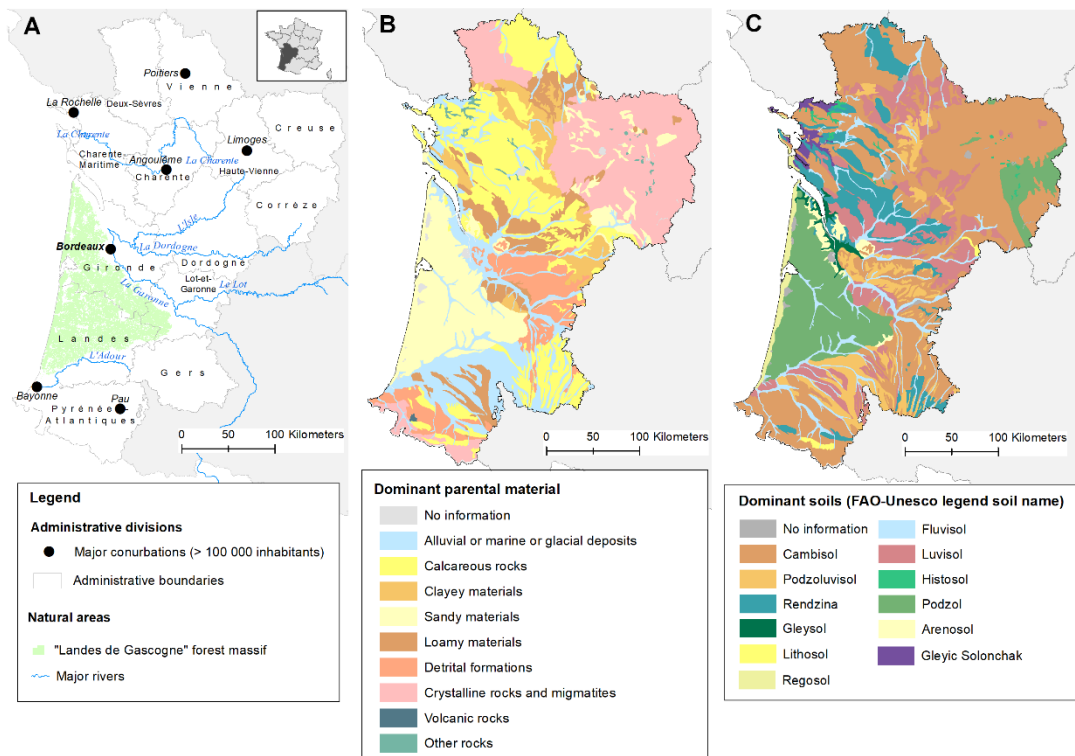 A
Poitiers
Vienne
La Rochelle
Deux-Sèvres
La Charente
Charente
Maritime
Angoulême
Charente
La Charente
Limoges
Haute-Vienne
Creuse
Corrèze
L'Isle
Bordeaux
La Dordogne
Dordogne
Gironde
Lot-et-
Garonne
Le Lot
La Garonne
Landes
L'Adour
Gers
Bayonne
Pau
Pyrénée
Atlantiques
0 50 100 Kilometers
Legend
Administrative divisions
Major conurbations (> 100 000 inhabitants)
Administrative boundaries
Natural areas
"Landes de Gascogne" forest massif
Major rivers
B
0 50 100 Kilometers
Dominant parental material
No information
Alluvial or marine or glacial deposits
Calcareous rocks
Clayey materials
Sandy materials
Loamy materials
Detrital formations
Crystalline rocks and migmatites
Volcanic rocks
Other rocks
C
0 50 100 Kilometers
Dominant soils (FAO-Unesco legend soil name)
No information
Cambisol
Podzoluvisol
Rendzina
Gleysol
Lithosol
Regosol
Fluvisol
Luvisol
Histosol
Podzol
Arenosol
Gleyic Solonchak